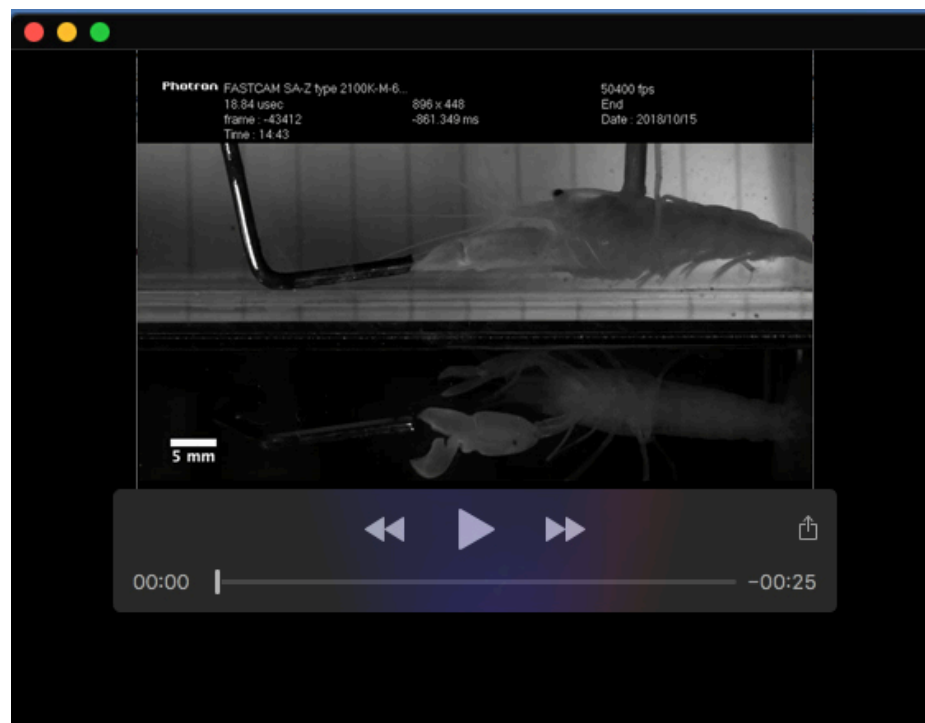 Photron FASTCAM SA-Z type 2100K-M-6... 50400 fps
18.84 usec 896 x 448 End
frame : -43412 -861.349 ms Date : 2018/10/15
Time : 14:43
5 mm
00:00 -00:25